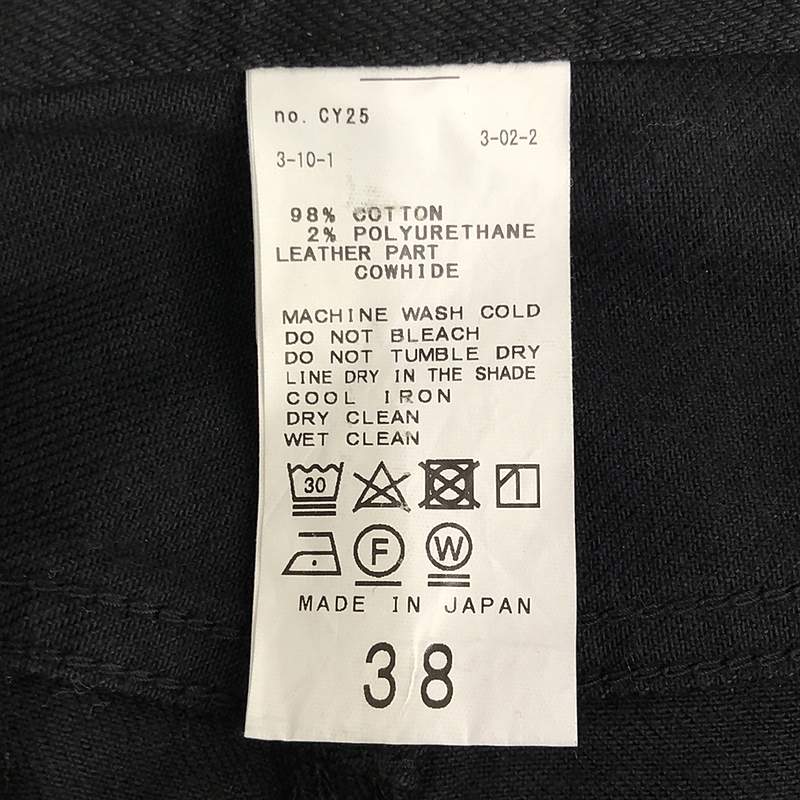 no. CY25
3-02-2
3-10-1
98% COTTON
2% POLYURETHANE
LEATHER PART
COWHIDE
MACHINE WASH COLD
DO NOT BLEACH
DO NOT TUMBLE DRY
LINE DRY IN THE SHADE
COOL IRON
DRY CLEAN
WET CLEAN
30
F W
MADE IN JAPAN
38